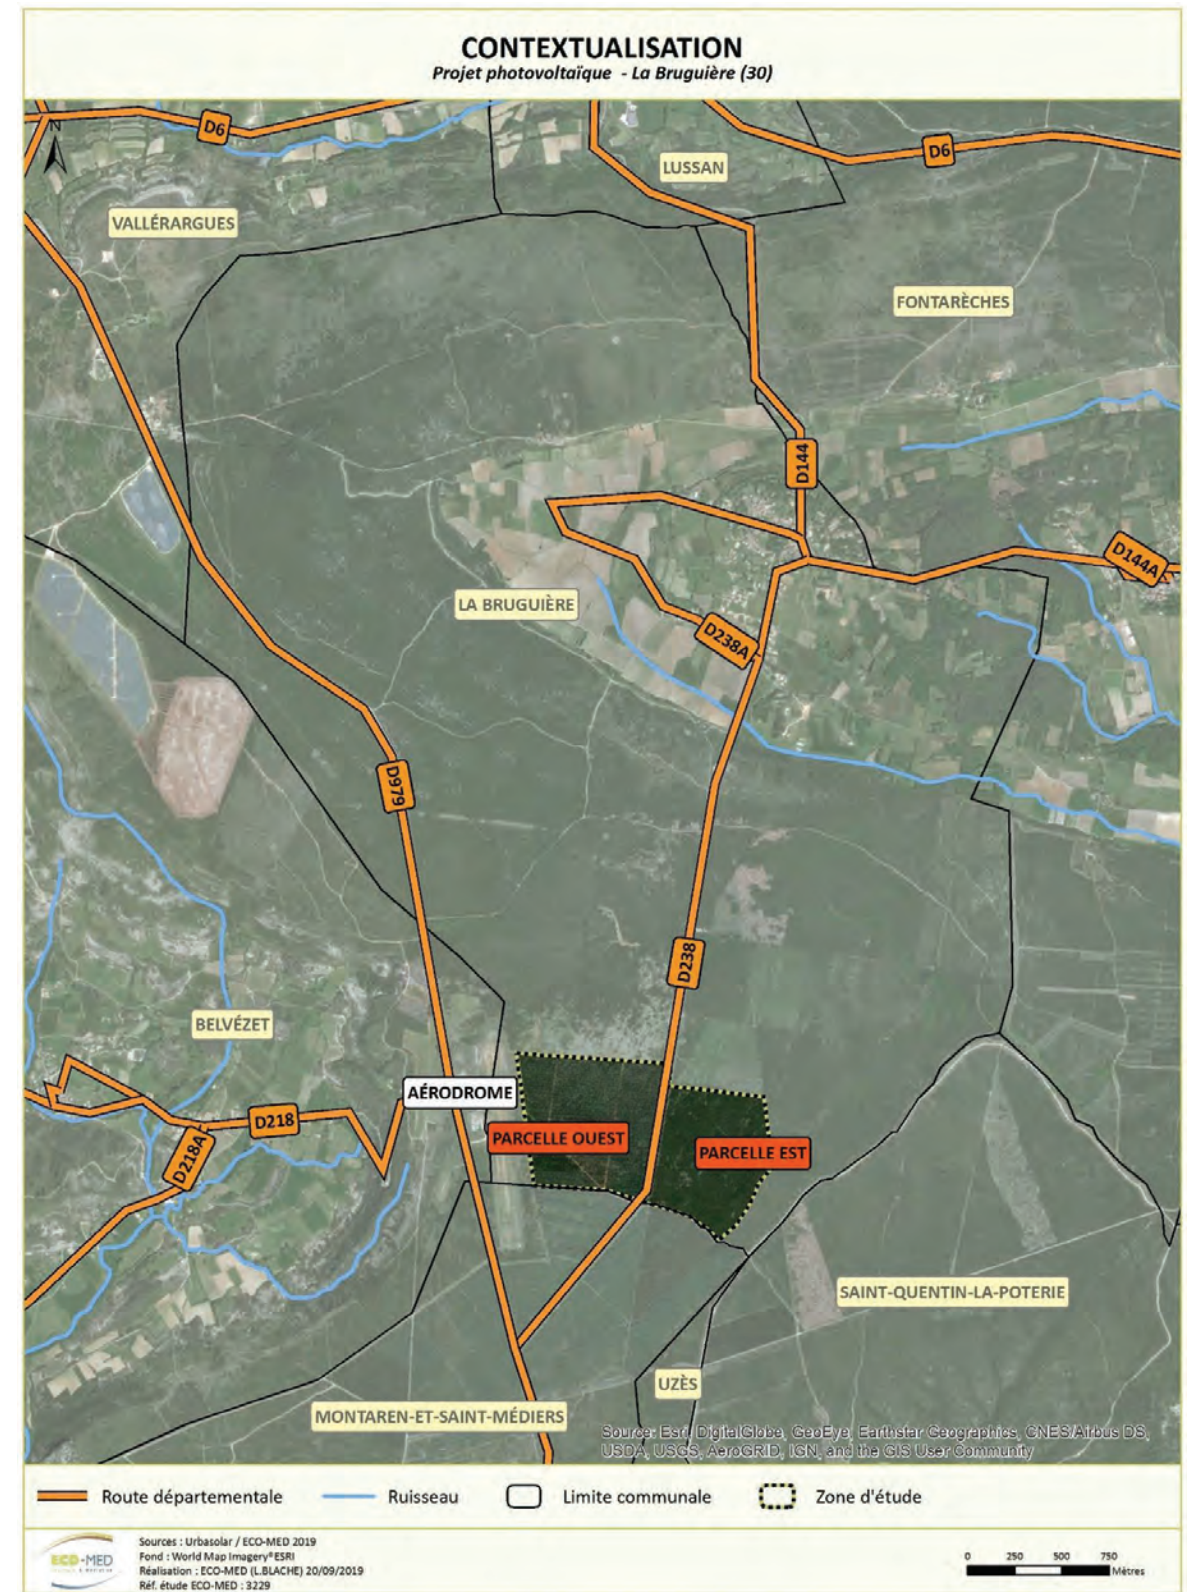 CONTEXTUALISATION
Projet photovoltaïque - La Bruguière (30)
N
D6
D6
LUSSAN
VALLÉRARGUES
FONTARÈCHES
D144
D144A
LA BRUGUIÈRE
D238A
D979
D238
BELVÉZET
AÉRODROME
D218
PARCELLE OUEST
PARCELLE EST
D218A
SAINT-QUENTIN-LA-POTERIE
UZÈS
MONTAREN-ET-SAINT-MÉDIERS
Source: Esri, DigitalGlobe, GeoEye, Earthstar Geographics, CNES/Airbus DS,
USDA, USGS, AeroGRID, IGN, and the GIS User Community
Route départementale
Ruisseau
Limite communale
Zone d'étude
ECO-MED
Sources : Urbasolar / ECO-MED 2019
Fond : World Map Imagery®ESRI
Réalisation : ECO-MED (L.BLACHE) 20/09/2019
Réf. étude ECO-MED : 3229
0 250 500 750
Mètres